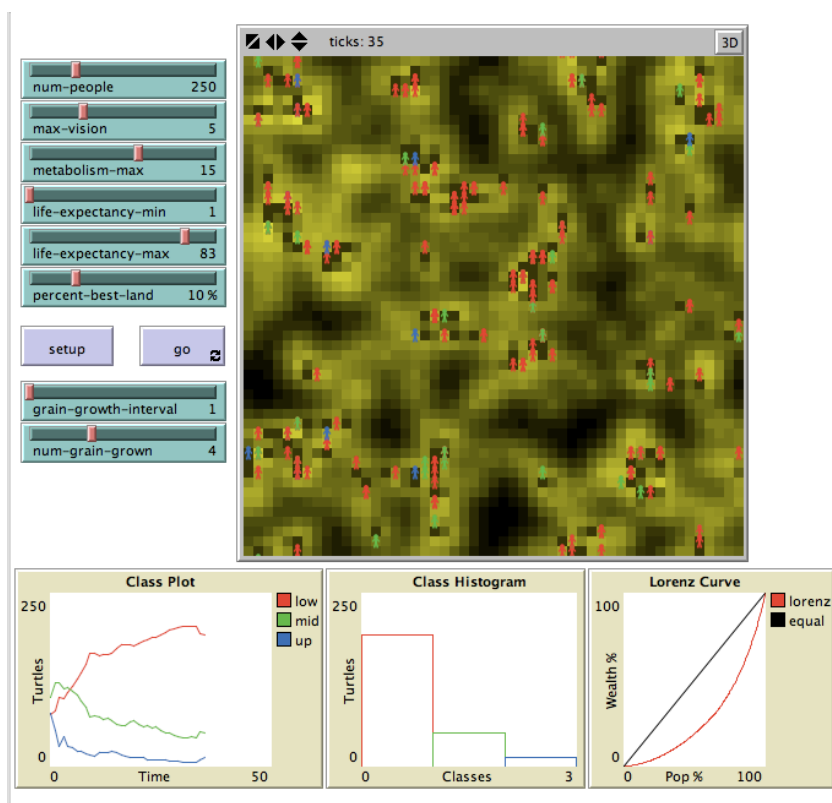 ticks: 35
3D
num-people 250
max-vision 5
metabolism-max 15
life-expectancy-min 1
life-expectancy-max 83
percent-best-land 10 %
setup go
grain-growth-interval 1
num-grain-grown 4
Class Plot
250
low
mid
up
Turtles
0
0 Time 50
Class Histogram
250
Turtles
0
0 Classes 3
Lorenz Curve
100
lorenz
equal
Wealth %
0
0 Pop % 100